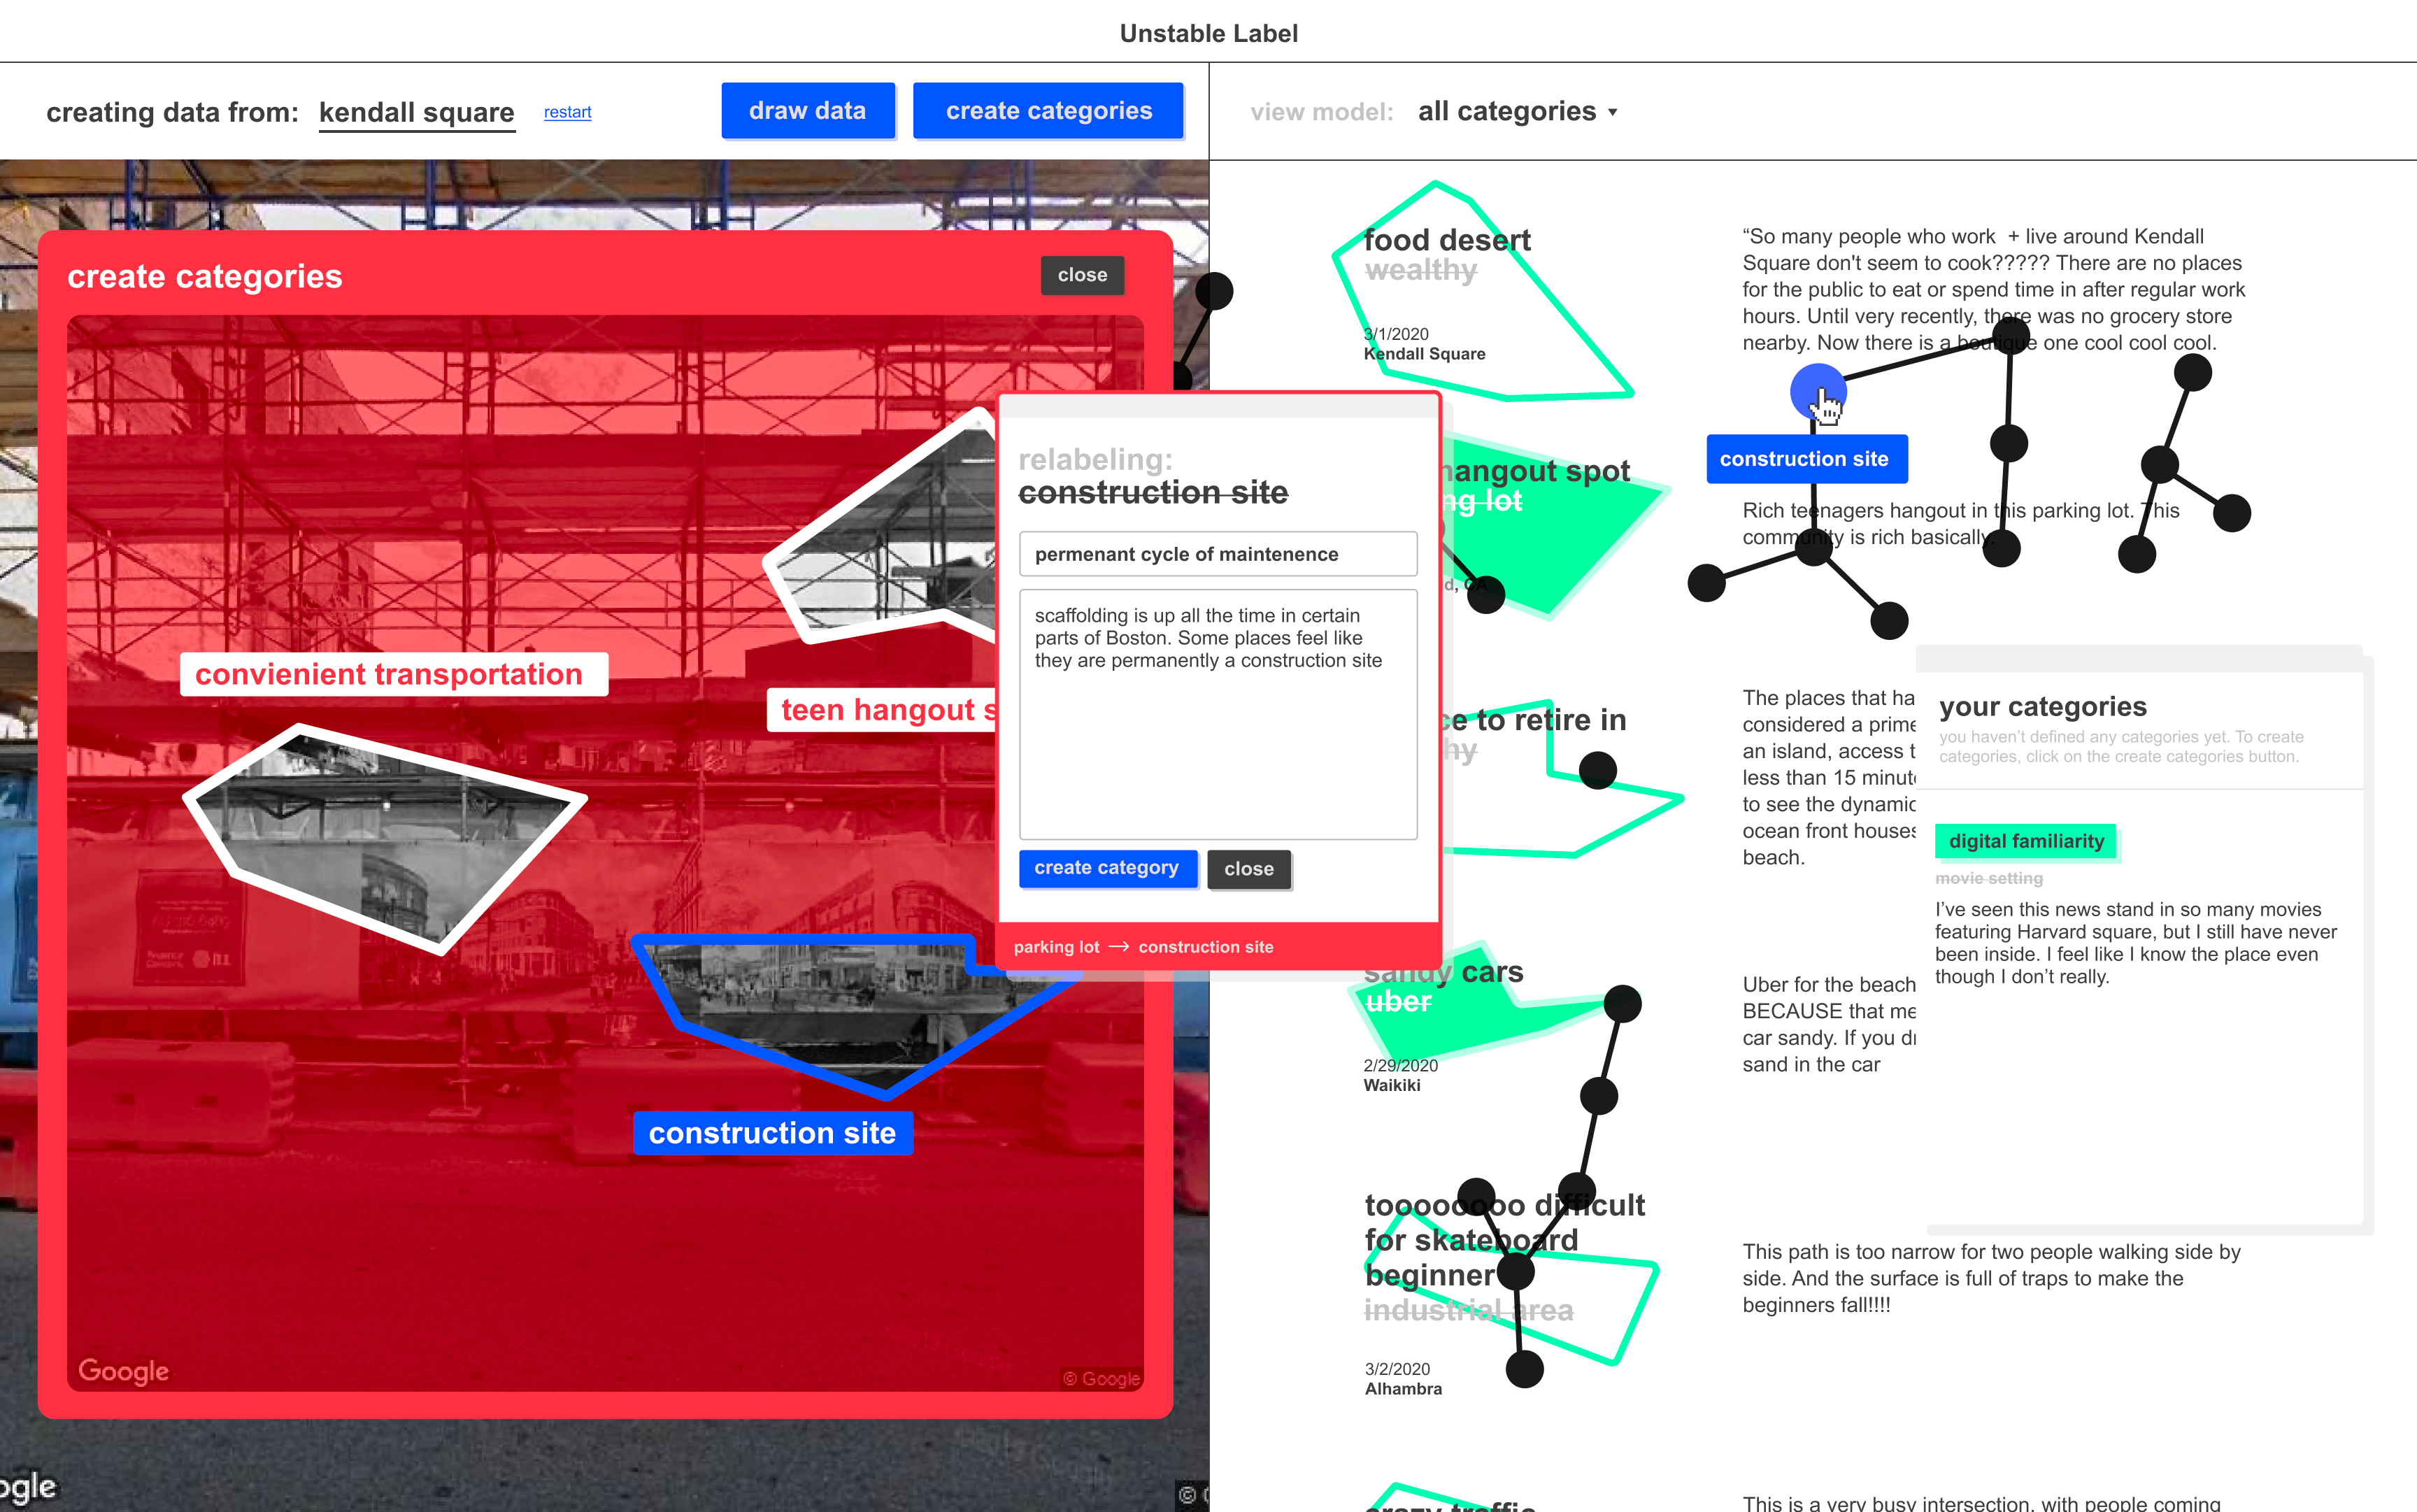 Unstable Label
creating data from: kendall square restart
draw data
create categories
view model: all categories
create categories
close
convienient transportation
teen hangout s
construction site
Google
© Google
ogle
©
relabeling:
construction site
permenant cycle of maintenence
scaffolding is up all the time in certain
parts of Boston. Some places feel like
they are permanently a construction site
create category
close
parking lot → construction site
food desert
wealthy
3/1/2020
Kendall Square
“So many people who work + live around Kendall
Square don't seem to cook????? There are no places
for the public to eat or spend time in after regular work
hours. Until very recently, there was no grocery store
nearby. Now there is a boutique one cool cool cool.
construction site
hangout spot
ng lot
d, CA
Rich teenagers hangout in this parking lot. This
community is rich basically.
ce to retire in
hy
The places that ha
considered a prime
an island, access t
less than 15 minute
to see the dynamic
ocean front houses
beach.
your categories
you haven’t defined any categories yet. To create
categories, click on the create categories button.
digital familiarity
movie setting
I’ve seen this news stand in so many movies
featuring Harvard square, but I still have never
been inside. I feel like I know the place even
though I don’t really.
sandy cars
uber
2/29/2020
Waikiki
Uber for the beach
BECAUSE that me
car sandy. If you dr
sand in the car
tooooooo difficult
for skateboard
beginner
industrial area
3/2/2020
Alhambra
This path is too narrow for two people walking side by
side. And the surface is full of traps to make the
beginners fall!!!!
crazy traffic
This is a very busy intersection, with people coming